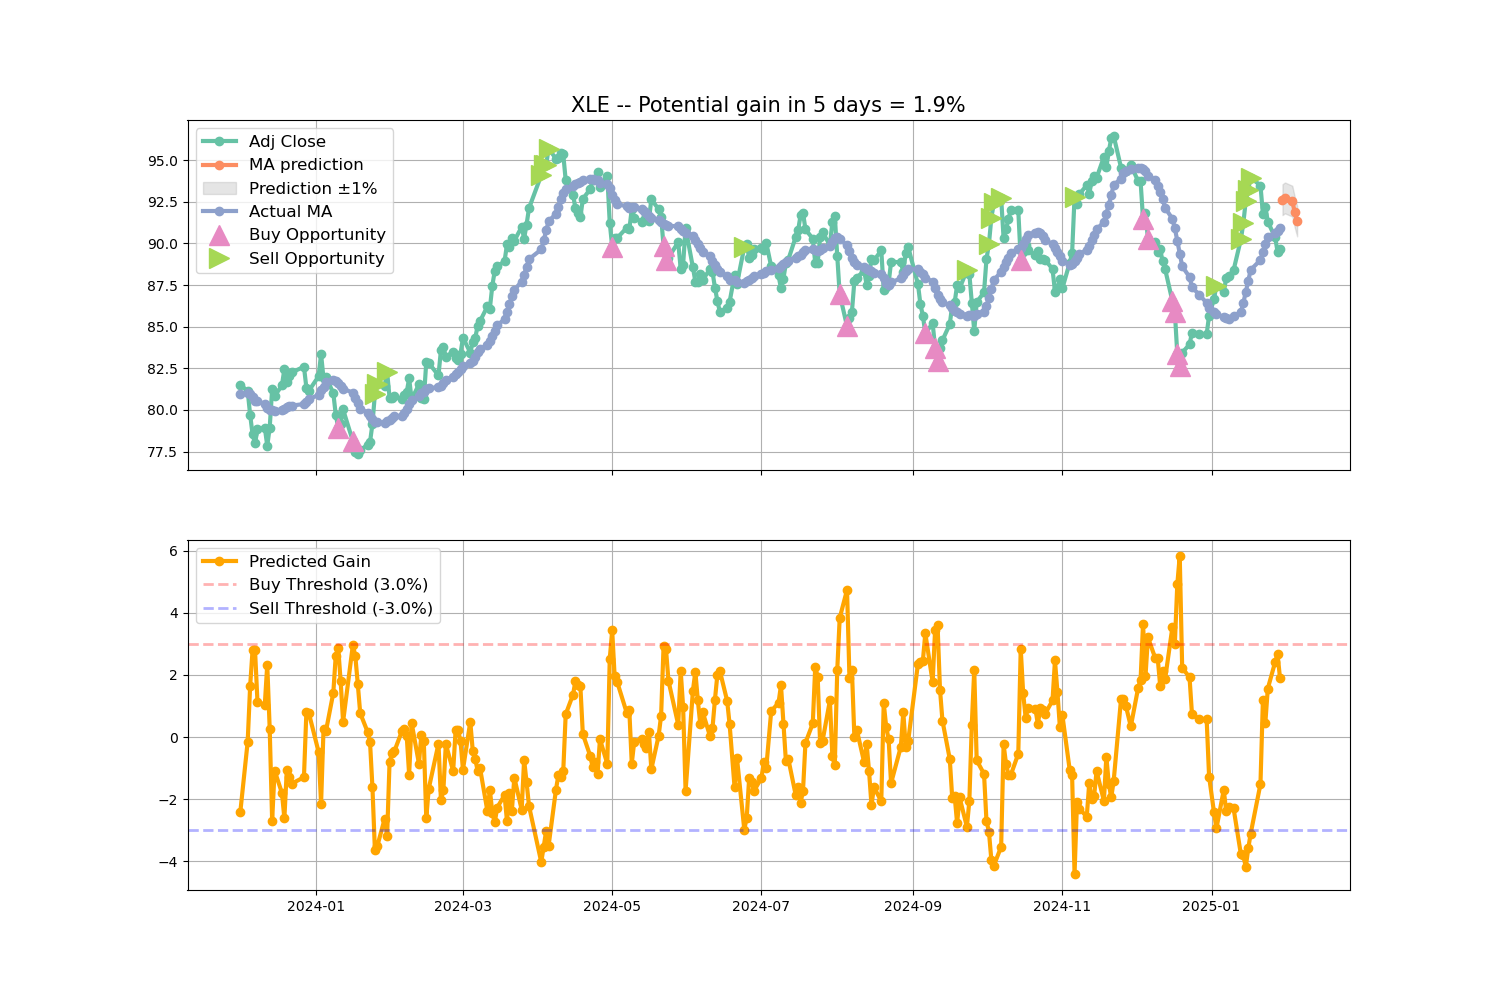 XLE -- Potential gain in 5 days = 1.9%
Adj Close
MA prediction
Prediction ±1%
Actual MA
Buy Opportunity
Sell Opportunity
95.0
92.5
90.0
87.5
85.0
82.5
80.0
77.5
Predicted Gain
Buy Threshold (3.0%)
Sell Threshold (-3.0%)
6
4
2
0
−2
−4
2024-01 2024-03 2024-05 2024-07 2024-09 2024-11 2025-01